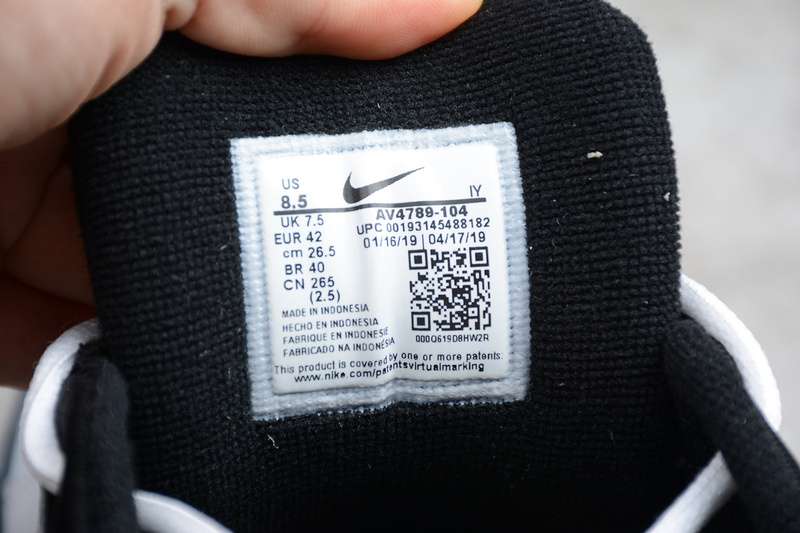 US
8.5
IY
UK 7.5
EUR 42
cm 26.5
BR 40
CN 265
(2.5)
AV4789-104
UPC 00193145488182
01/16/19 | 04/17/19
0000619D8HW2R
MADE IN INDONESIA
HECHO EN INDONESIA
FABRIQUE EN INDONESIE
FABRICADO NA INDONÉSIA
This product is covered by one or more patents.
www.nike.com/patentsvirtualmarking